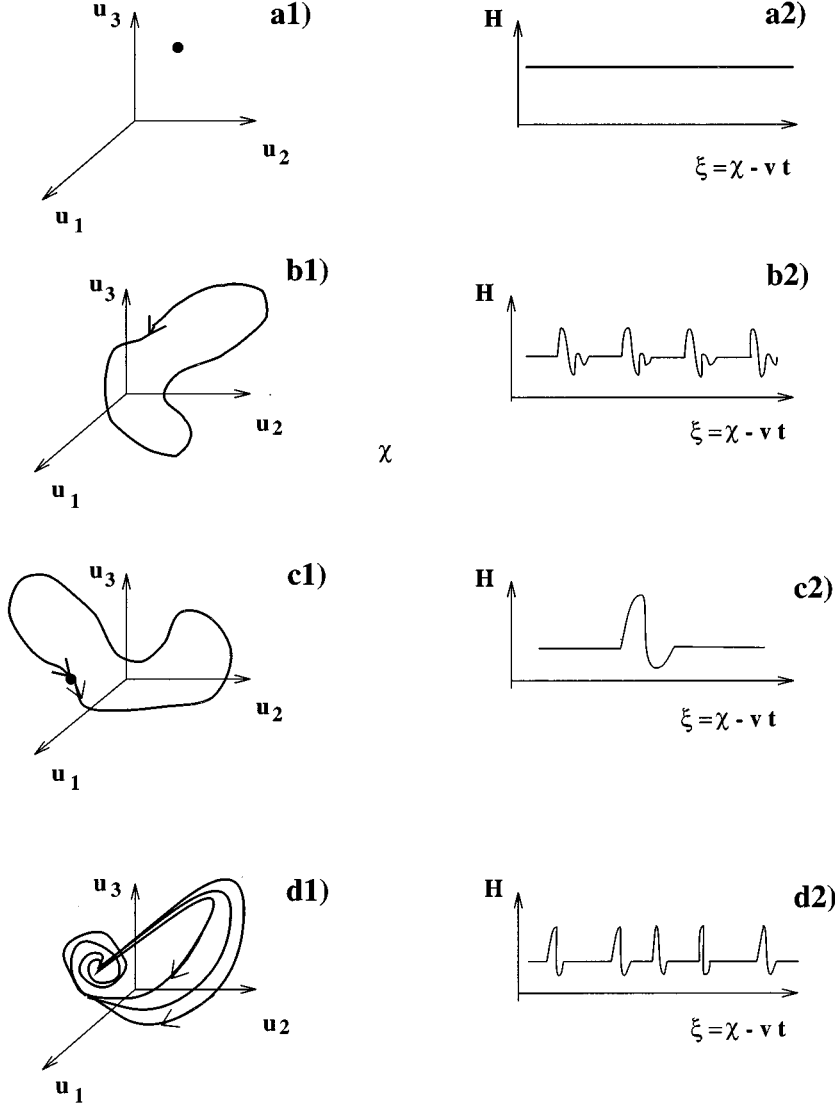 a1)
u3
u2
u1
a2)
H
ξ = χ - v t
b1)
u3
u2
u1
χ
b2)
H
ξ = χ - v t
c1)
u3
u2
u1
c2)
H
ξ = χ - v t
d1)
u3
u2
u1
d2)
H
ξ = χ - v t